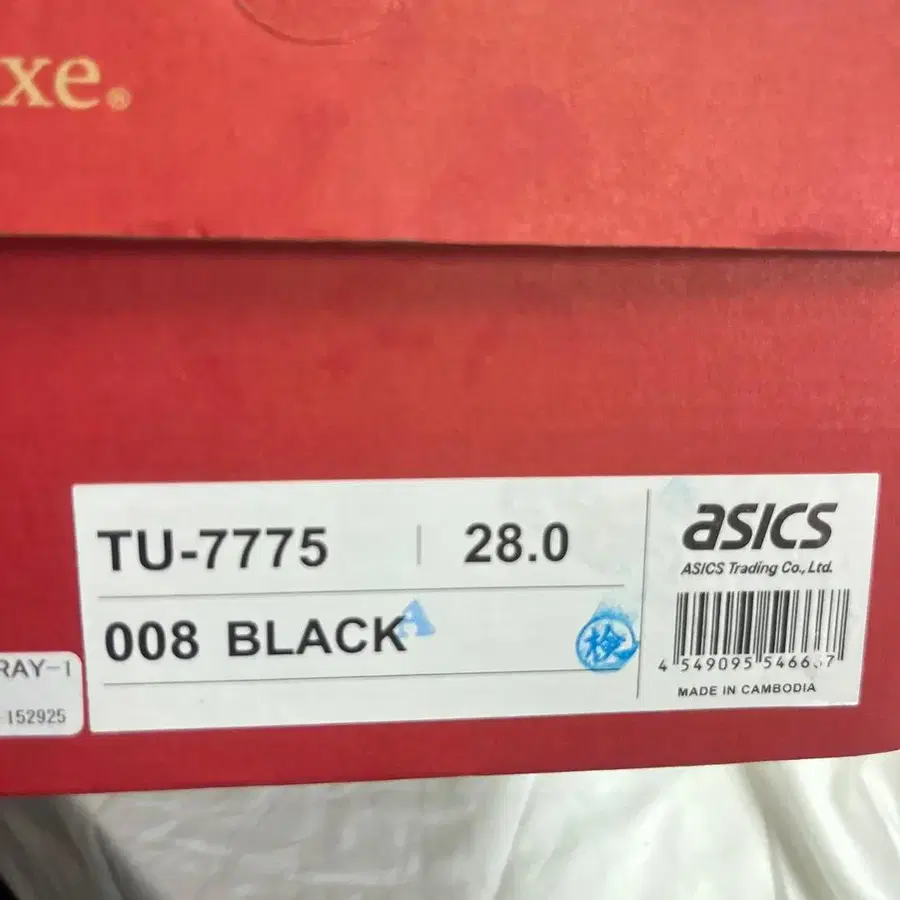 xe®
TU-7775 | 28.0
008 BLACK
A
検
asics
ASICS Trading Co., Ltd.
MADE IN CAMBODIA
RAY-1
152925